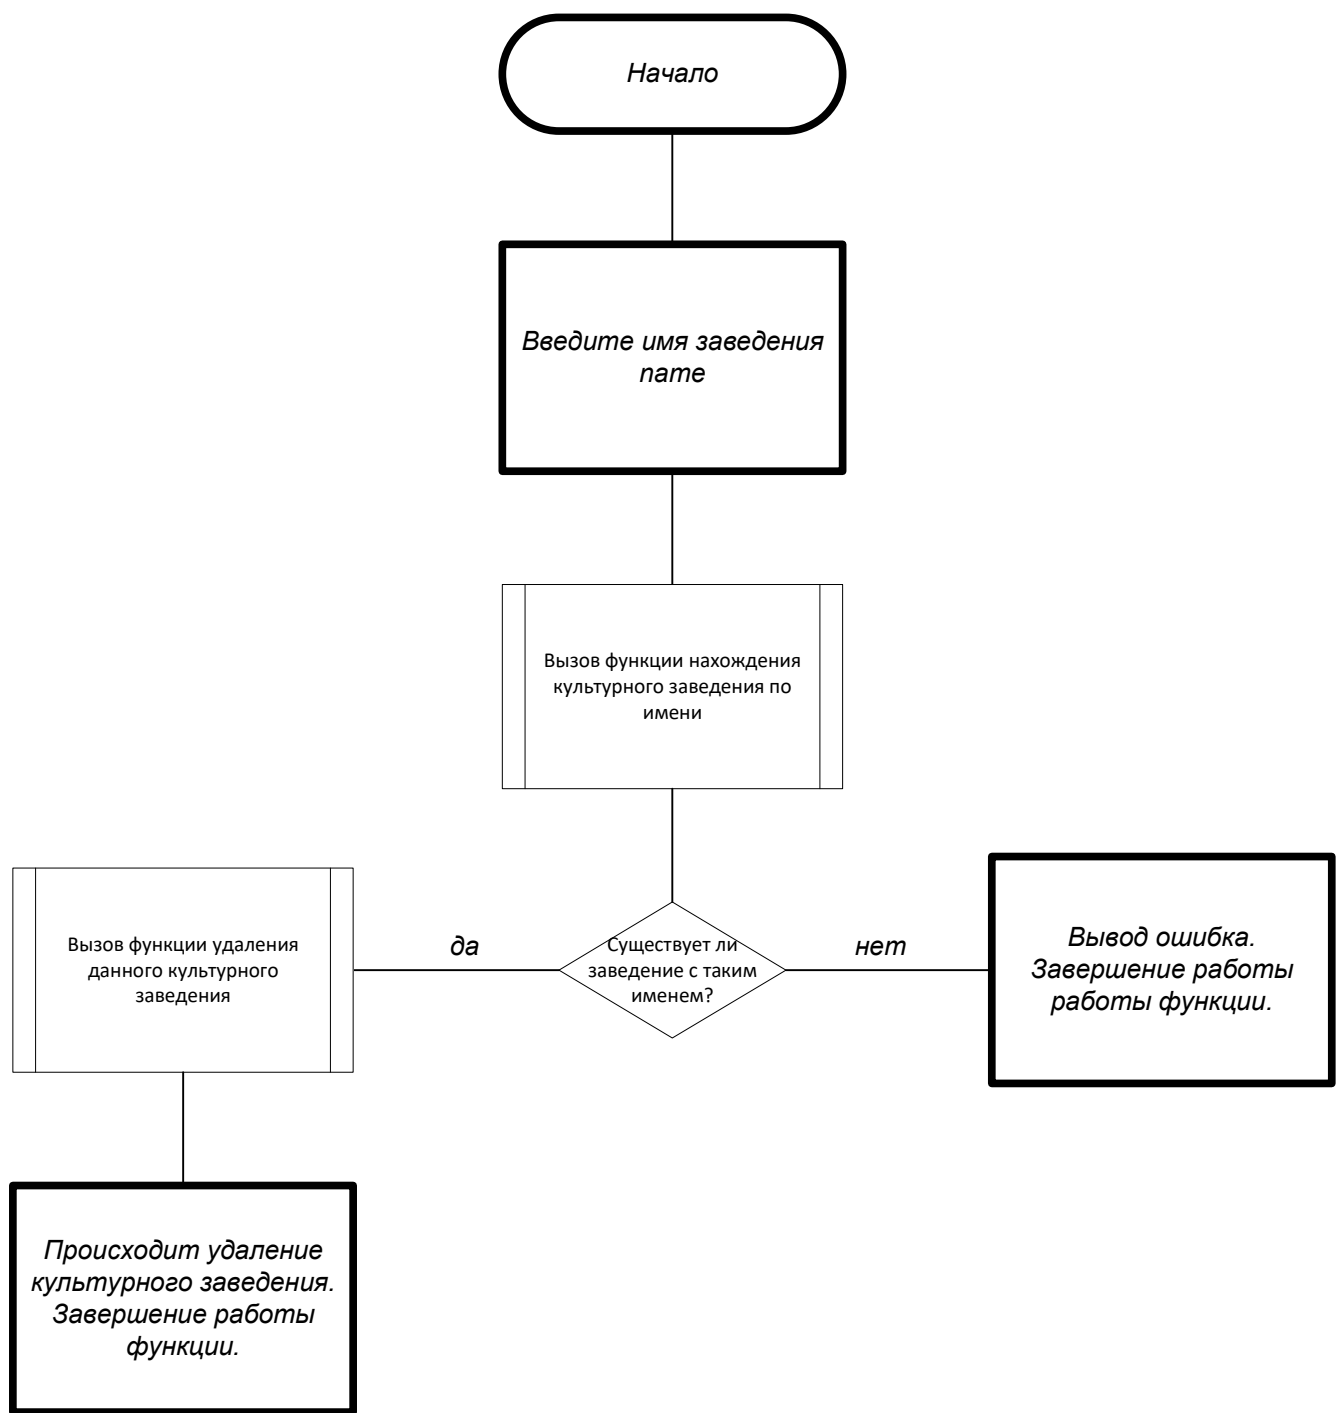 Начало
Введите имя заведения
name
Вызов функции нахождения
культурного заведения по
имени
Вызов функции удаления
данного культурного
заведения
да
Существует ли
заведение с таким
именем?
нет
Вывод ошибка.
Завершение работы
работы функции.
Происходит удаление
культурного заведения.
Завершение работы
функции.